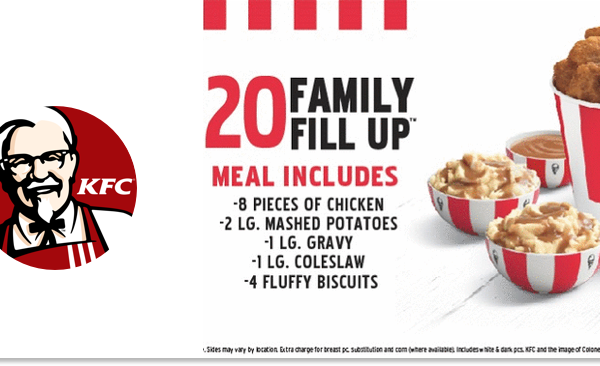 KFC
20 FAMILY
FILL UP™
MEAL INCLUDES
-8 PIECES OF CHICKEN
-2 LG. MASHED POTATOES
-1 LG. GRAVY
-1 LG. COLESLAW
-4 FLUFFY BISCUITS
. Sides may vary by location. Extra charge for breast pc. substitution and corn (where available). Includes white & dark pcs. KFC and the image of Colone